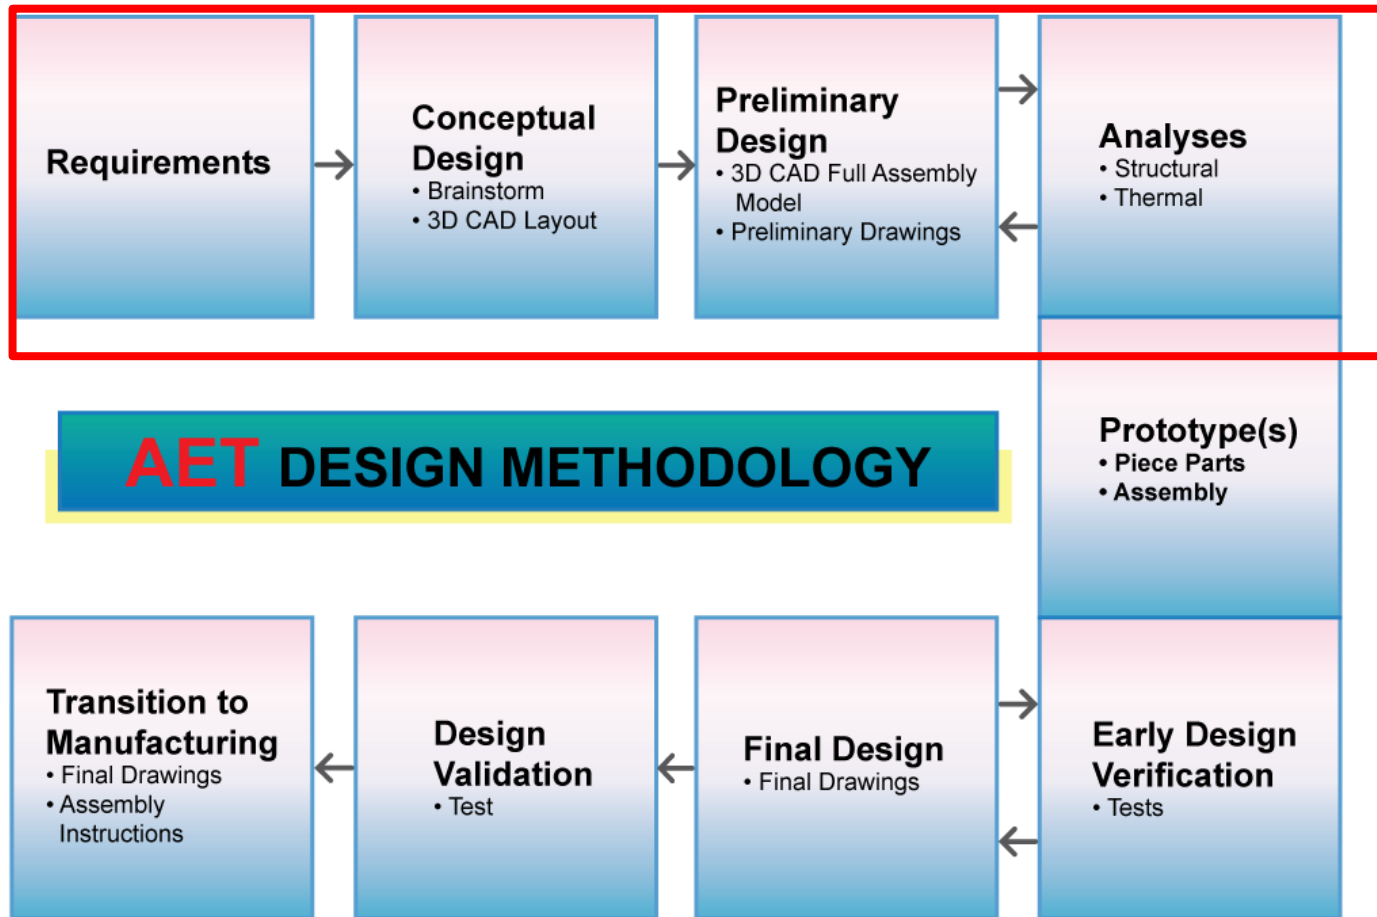 Requirements
Conceptual
Design
• Brainstorm
• 3D CAD Layout
Preliminary
Design
• 3D CAD Full Assembly
Model
• Preliminary Drawings
Analyses
• Structural
• Thermal
AET DESIGN METHODOLOGY
Prototype(s)
• Piece Parts
• Assembly
Transition to
Manufacturing
• Final Drawings
• Assembly
Instructions
Design
Validation
• Test
Final Design
• Final Drawings
Early Design
Verification
• Tests